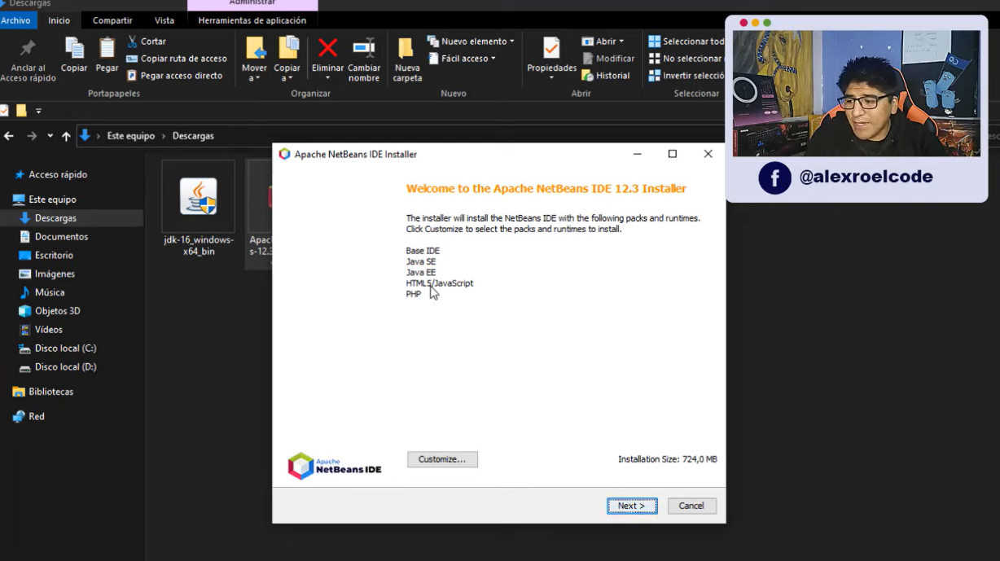 Descargas
Administrar
Archivo
Inicio
Compartir
Vista
Herramientas de aplicación
Anclar al
Acceso rápido
Copiar
Pegar
Cortar
Copiar ruta de acceso
Pegar acceso directo
Portapapeles
Mover
a
Copiar
a
Eliminar
Cambiar
nombre
Organizar
Nueva
carpeta
Nuevo elemento
Fácil acceso
Nuevo
Propiedades
Abrir
Modificar
Historial
Abrir
Seleccionar tod
No seleccionar
Invertir selecció
Seleccionar
Este equipo
Descargas
@alexroelcode
Acceso rápido
Este equipo
Descargas
Documentos
Escritorio
Imágenes
Música
Objetos 3D
Vídeos
Disco local (C:)
Disco local (D:)
Bibliotecas
Red
jdk-16_windows-
x64_bin
Apac
s-12.3
Apache NetBeans IDE Installer
Welcome to the Apache NetBeans IDE 12.3 Installer
The installer will install the NetBeans IDE with the following packs and runtimes.
Click Customize to select the packs and runtimes to install.
Base IDE
Java SE
Java EE
HTML5/JavaScript
PHP
Apache
NetBeans IDE
Customize...
Installation Size: 724,0 MB
Next >
Cancel